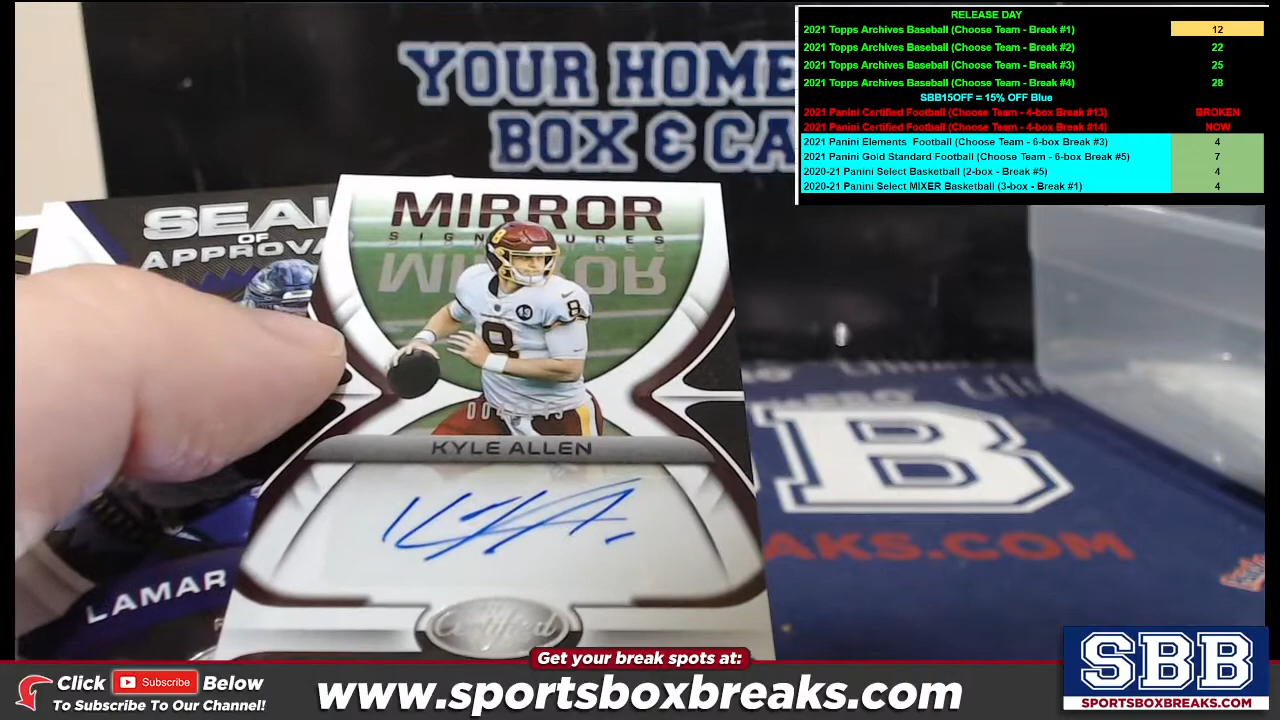 RELEASE DAY
2021 Topps Archives Baseball (Choose Team - Break #1) 12
2021 Topps Archives Baseball (Choose Team - Break #2) 22
2021 Topps Archives Baseball (Choose Team - Break #3) 25
2021 Topps Archives Baseball (Choose Team - Break #4) 28
SBB15OFF = 15% OFF Blue
2021 Panini Certified Football (Choose Team - 4-box Break #13) BROKEN
2021 Panini Certified Football (Choose Team - 4-box Break #14) NOW
2021 Panini Elements Football (Choose Team - 6-box Break #3) 4
2021 Panini Gold Standard Football (Choose Team - 6-box Break #5) 7
2020-21 Panini Select Basketball (2-box - Break #5) 4
2020-21 Panini Select MIXER Basketball (3-box - Break #1) 4
YOUR HOME
BOX & CA
SEAL
OF
APPROVA
MIRROR
SIGNATURES
MIRROR
8
8
KYLE ALLEN
Certified
LAMAR
B
AKS.COM
Get your break spots at:
Click Subscribe Below
To Subscribe To Our Channel!
www.sportsboxbreaks.com
SBB
SPORTSBOXBREAKS.COM